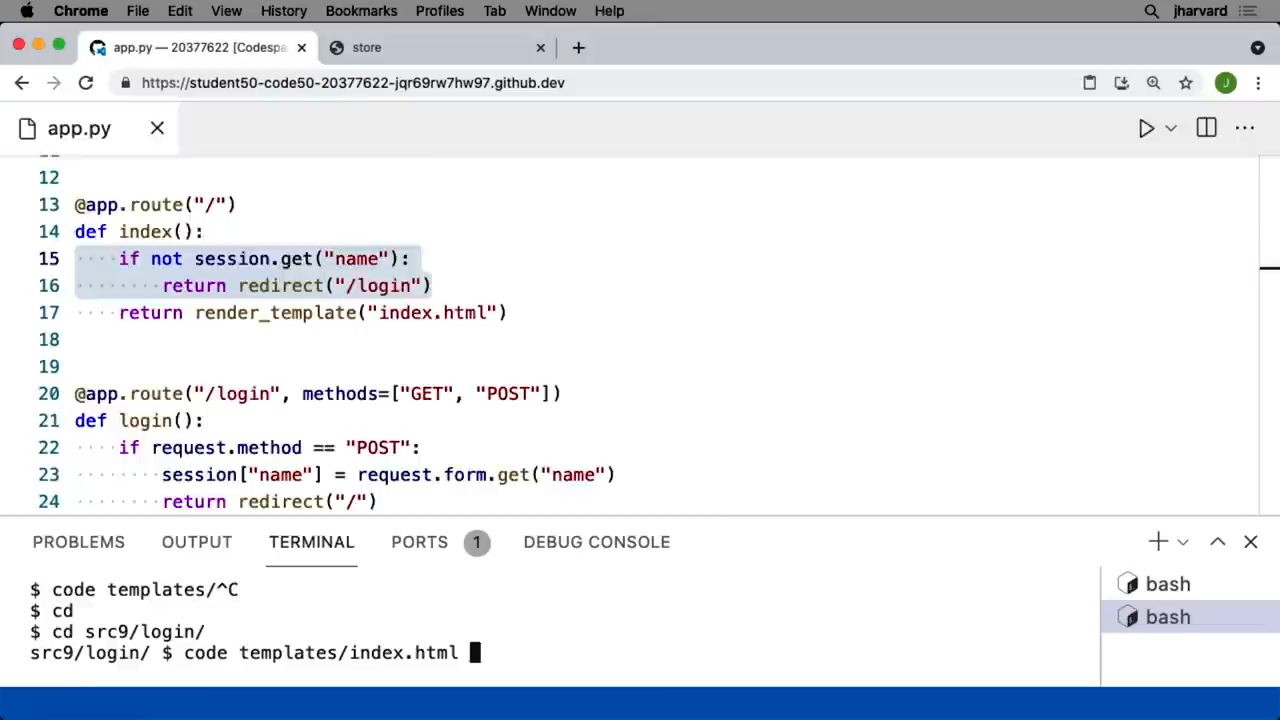 Chrome File Edit View History Bookmarks Profiles Tab Window Help jharvard
app.py — 20377622 [Codespa
store
https://student50-code50-20377622-jqr69rw7hw97.github.dev
J
app.py
12
13 @app.route("/")
14 def index():
15 ····if not session.get("name"):
16 ········return redirect("/login")
17 ····return render_template("index.html")
18
19
20 @app.route("/login", methods=["GET", "POST"])
21 def login():
22 ····if request.method == "POST":
23 ········session["name"] = request.form.get("name")
24 ········return redirect("/")
PROBLEMS OUTPUT TERMINAL PORTS 1 DEBUG CONSOLE
$ code templates/^C
$ cd
$ cd src9/login/
src9/login/ $ code templates/index.html
bash
bash